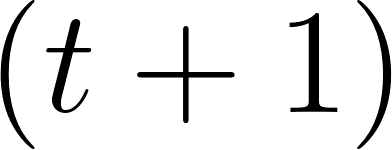 (t + 1)